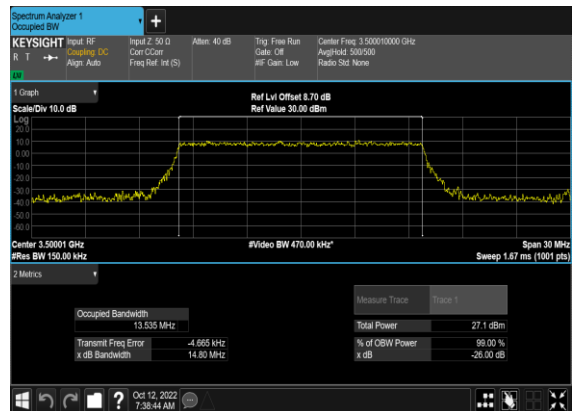 Spectrum Analyzer 1
Occupied BW
+
KEYSIGHT Input: RF Input Z: 50 Ω Atten: 40 dB Trig: Free Run Center Freq: 3.500010000 GHz
R T Coupling: DC Corr CCorr Gate: Off Avg|Hold: 500/500
Align: Auto Freq Ref: Int (S) #IF Gain: Low Radio Std: None
LW
1 Graph
Ref Lvl Offset 8.70 dB
Scale/Div 10.0 dB Ref Value 30.00 dBm
Log
20.0
10.0
0.00
-10.0
-20.0
-30.0
-40.0
-50.0
-60.0
Center 3.50001 GHz #Video BW 470.00 kHz* Span 30 MHz
#Res BW 150.00 kHz Sweep 1.67 ms (1001 pts)
2 Metrics
Measure Trace Trace 1
Occupied Bandwidth
13.535 MHz Total Power 27.1 dBm
Transmit Freq Error -4.665 kHz % of OBW Power 99.00 %
x dB Bandwidth 14.80 MHz x dB -26.00 dB
? Oct 12, 2022
7:38:44 AM